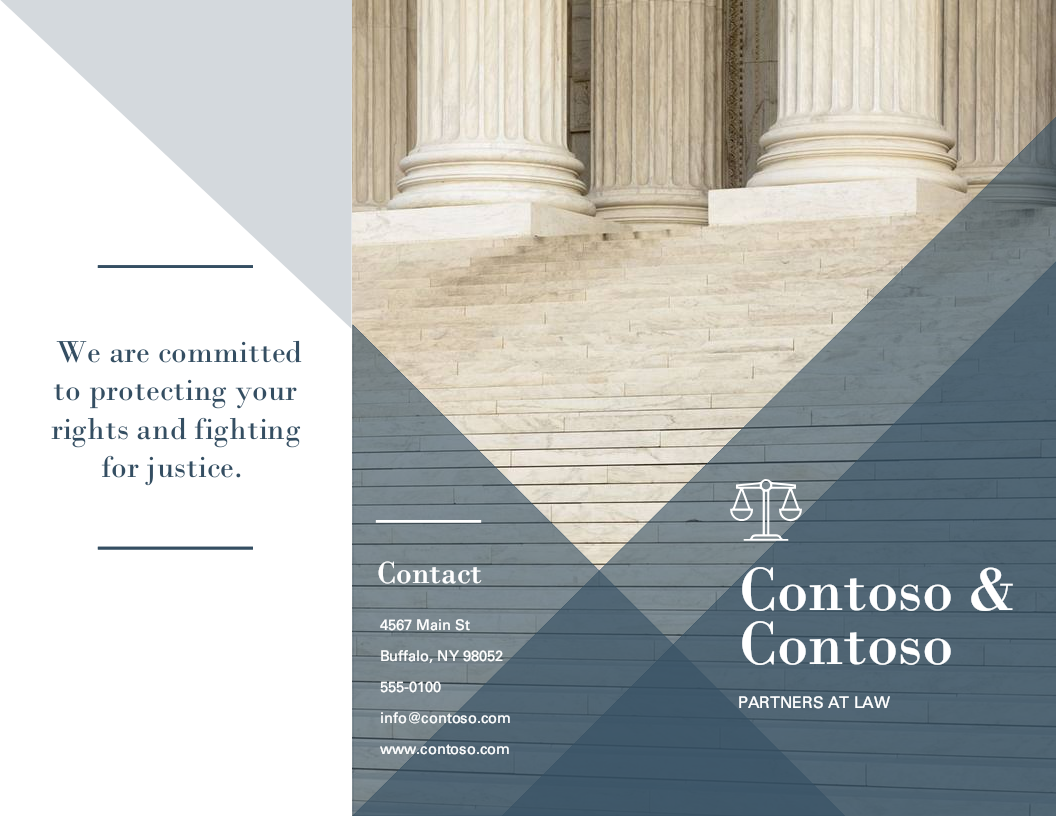 We are committed
to protecting your
rights and fighting
for justice.
Contact
4567 Main St
Buffalo, NY 98052
555-0100
info@contoso.com
www.contoso.com
Contoso &
Contoso
PARTNERS AT LAW